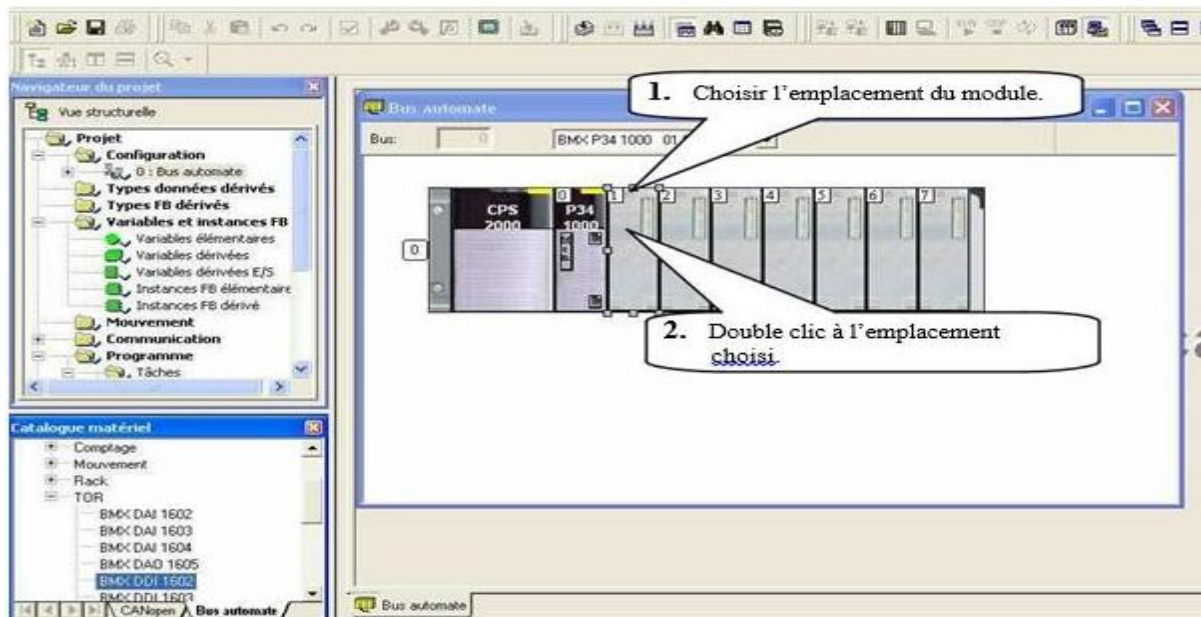 Navigateur du projet
Vue structurelle
Projet
Configuration
0 : Bus automate
Types données dérivés
Types FB dérivés
Variables et instances FB
Variables élémentaires
Variables dérivées
Variables dérivées E/S
Instances FB élémentaire
Instances FB dérivé
Mouvement
Communication
Programme
Tâches
Catalogue matériel
Comptage
Mouvement
Rack
TOR
BMX DAI 1602
BMX DAI 1603
BMX DAI 1604
BMX DAO 1605
BMX DDI 1602
BMX DDI 1603
CANopen
Bus automate
Bus automate
Bus:
0
BMX P34 1000 01.
1. Choisir l'emplacement du module.
0
CPS
2000
0
P34
1000
1
2
3
4
5
6
7
2. Double clic à l'emplacement
choisi.
Bus automate